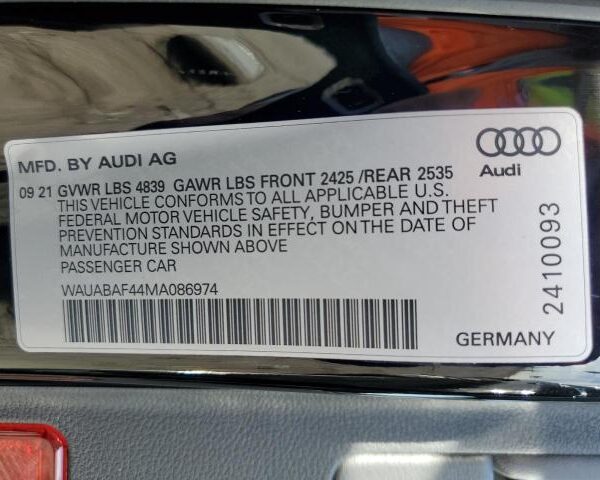 MFD. BY AUDI AG
Audi
09 21 GVWR LBS 4839 GAWR LBS FRONT 2425 /REAR 2535
THIS VEHICLE CONFORMS TO ALL APPLICABLE U.S.
FEDERAL MOTOR VEHICLE SAFETY, BUMPER AND THEFT
PREVENTION STANDARDS IN EFFECT ON THE DATE OF
MANUFACTURE SHOWN ABOVE
PASSENGER CAR
WAUABAF44MA086974
GERMANY
2410093